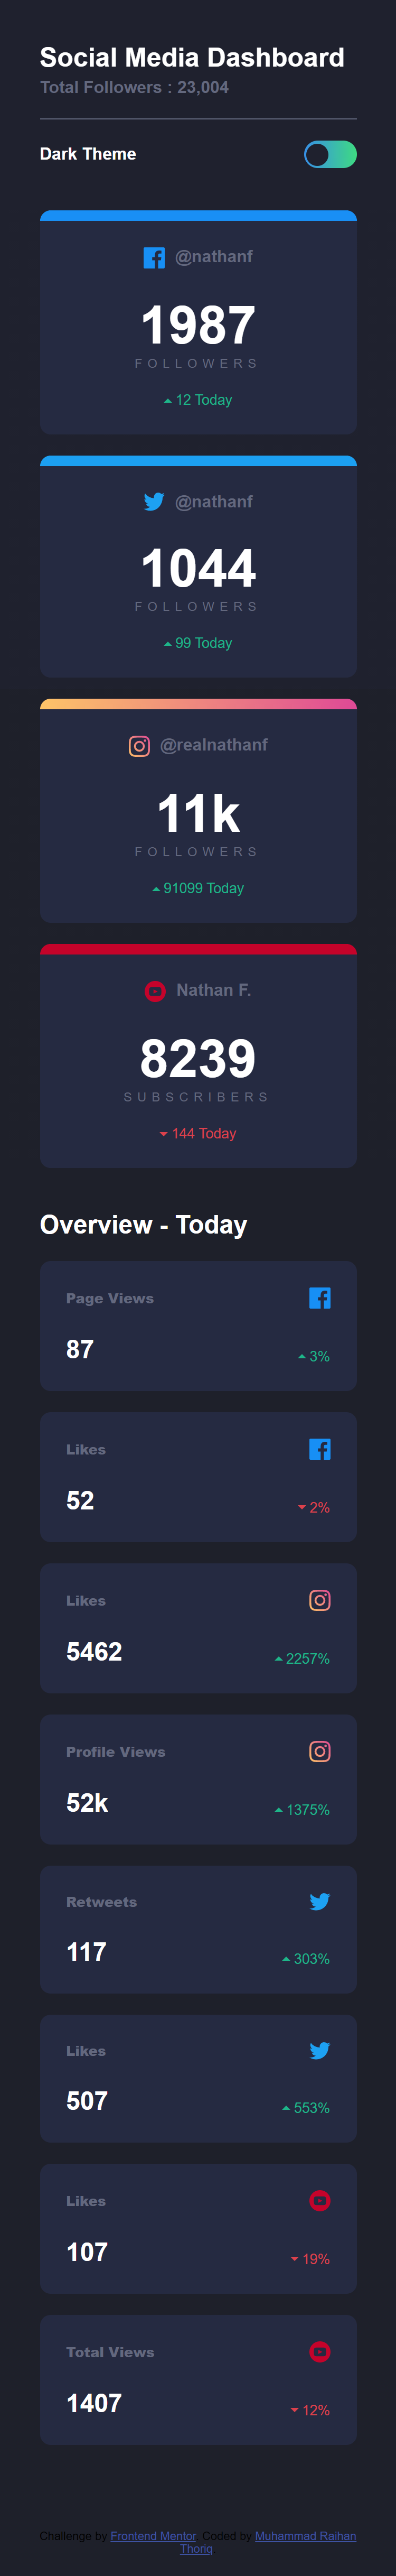 Social Media Dashboard
Total Followers : 23,004
Dark Theme
@nathanf
1987
FOLLOWERS
12 Today
@nathanf
1044
FOLLOWERS
99 Today
@realnathanf
11k
FOLLOWERS
91099 Today
Nathan F.
8239
SUBSCRIBERS
144 Today
Overview - Today
Page Views
87
3%
Likes
52
2%
Likes
5462
2257%
Profile Views
52k
1375%
Retweets
117
303%
Likes
507
553%
Likes
107
19%
Total Views
1407
12%
Challenge by Frontend Mentor. Coded by Muhammad Raihan
Thoriq.